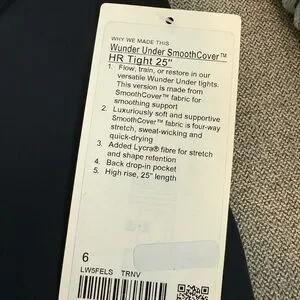 WHY WE MADE THIS
Wunder Under SmoothCover™
HR Tight 25"
1. Flow, train, or restore in our
versatile Wunder Under tights.
This version is made from
SmoothCover™ fabric for
smoothing support
2. Luxuriously soft and supportive
SmoothCover™ fabric is four-way
stretch, sweat-wicking and
quick-drying
3. Added Lycra® fibre for stretch
and shape retention
4. Back drop-in pocket
5. High rise, 25" length
6
LW5FELS TRNV